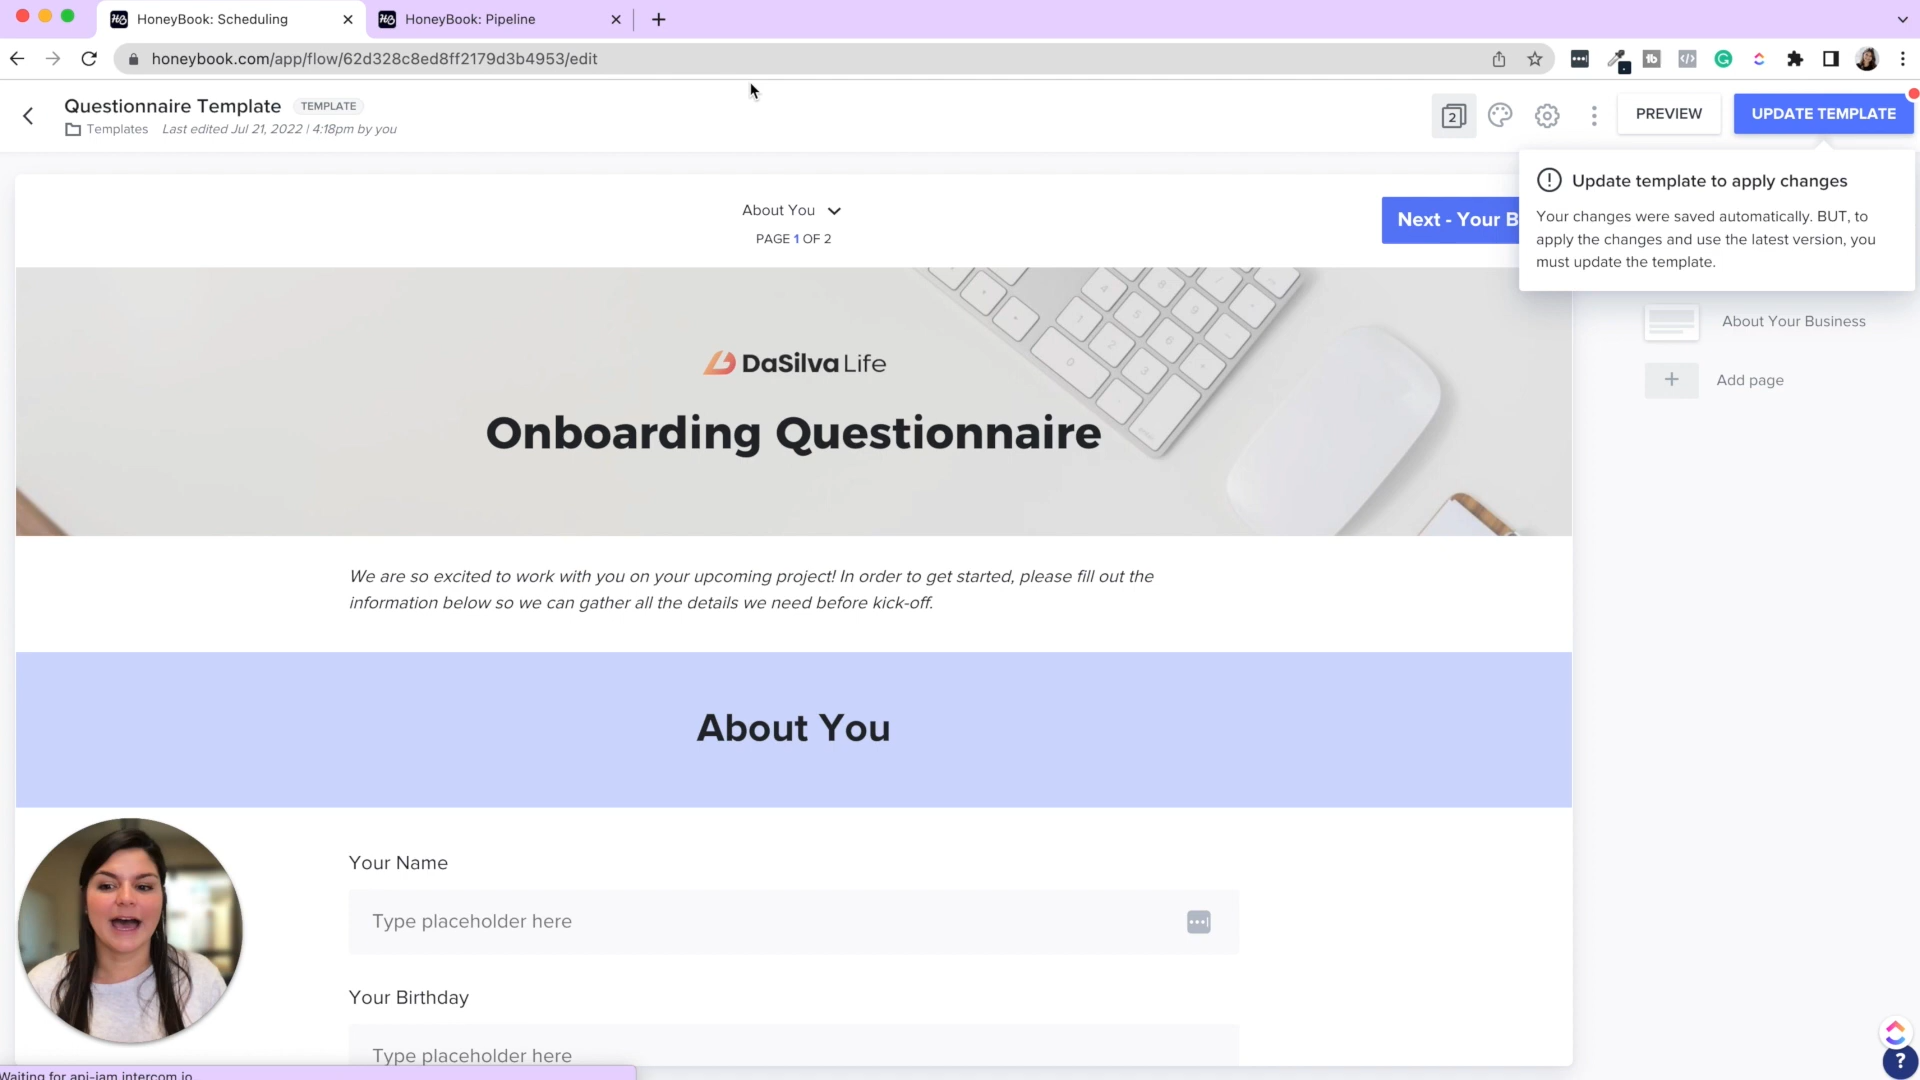 HoneyBook: Scheduling
HoneyBook: Pipeline
honeybook.com/app/flow/62d328c8ed8ff2179d3b4953/edit
Questionnaire Template TEMPLATE
Templates Last edited Jul 21, 2022 | 4:18pm by you
2
PREVIEW
UPDATE TEMPLATE
Update template to apply changes
Your changes were saved automatically. BUT, to
apply the changes and use the latest version, you
must update the template.
About You
PAGE 1 OF 2
Next - Your B
About Your Business
Add page
DaSilva Life
Onboarding Questionnaire
We are so excited to work with you on your upcoming project! In order to get started, please fill out the
information below so we can gather all the details we need before kick-off.
About You
Your Name
Type placeholder here
Your Birthday
Type placeholder here
Waiting for api-iam.intercom.io
?